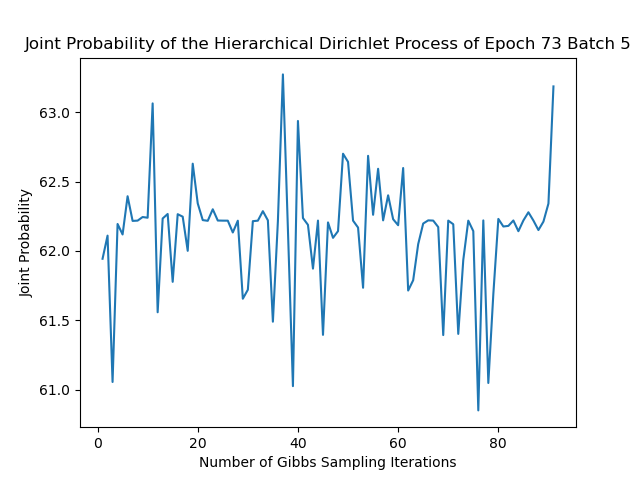 Joint Probability of the Hierarchical Dirichlet Process of Epoch 73 Batch 5
Joint Probability
63.0
62.5
62.0
61.5
61.0
0 20 40 60 80
Number of Gibbs Sampling Iterations